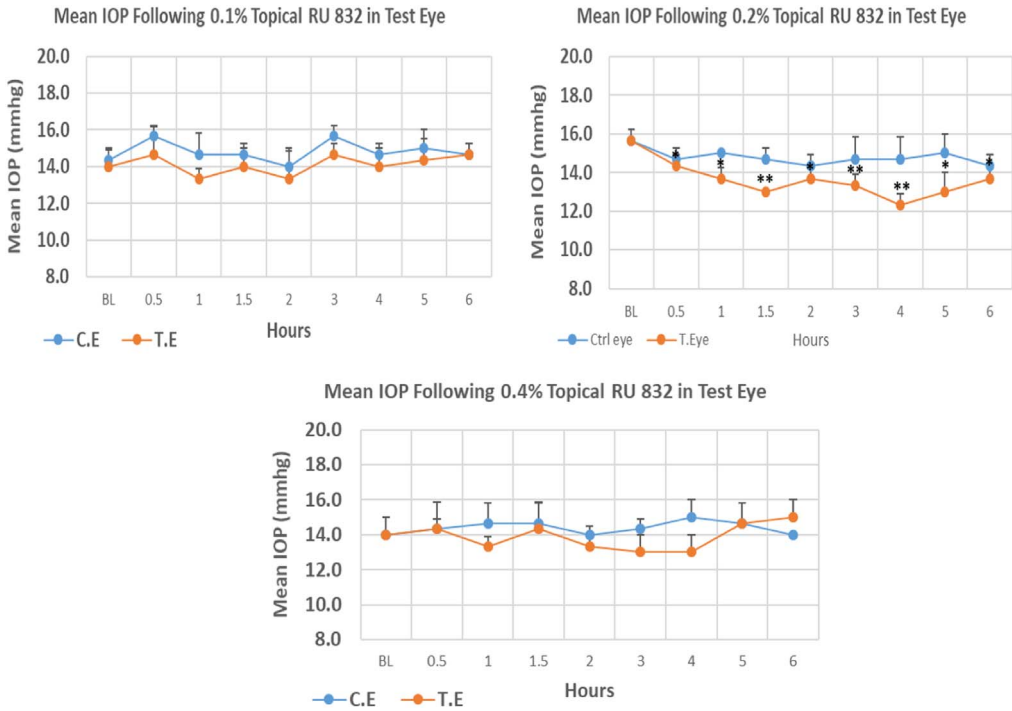 Mean IOP Following 0.1% Topical RU 832 in Test Eye
Mean IOP (mmhg)
20.0
18.0
16.0
14.0
12.0
10.0
8.0
BL 0.5 1 1.5 2 3 4 5 6
Hours
C.E T.E
Mean IOP Following 0.2% Topical RU 832 in Test Eye
Mean IOP (mmhg)
20.0
18.0
16.0
14.0
12.0
10.0
8.0
* * ** * ** ** * *
BL 0.5 1 1.5 2 3 4 5 6
Ctrl eye T.Eye Hours
Mean IOP Following 0.4% Topical RU 832 in Test Eye
Mean IOP (mmhg)
20.0
18.0
16.0
14.0
12.0
10.0
8.0
BL 0.5 1 1.5 2 3 4 5 6
Hours
C.E T.E